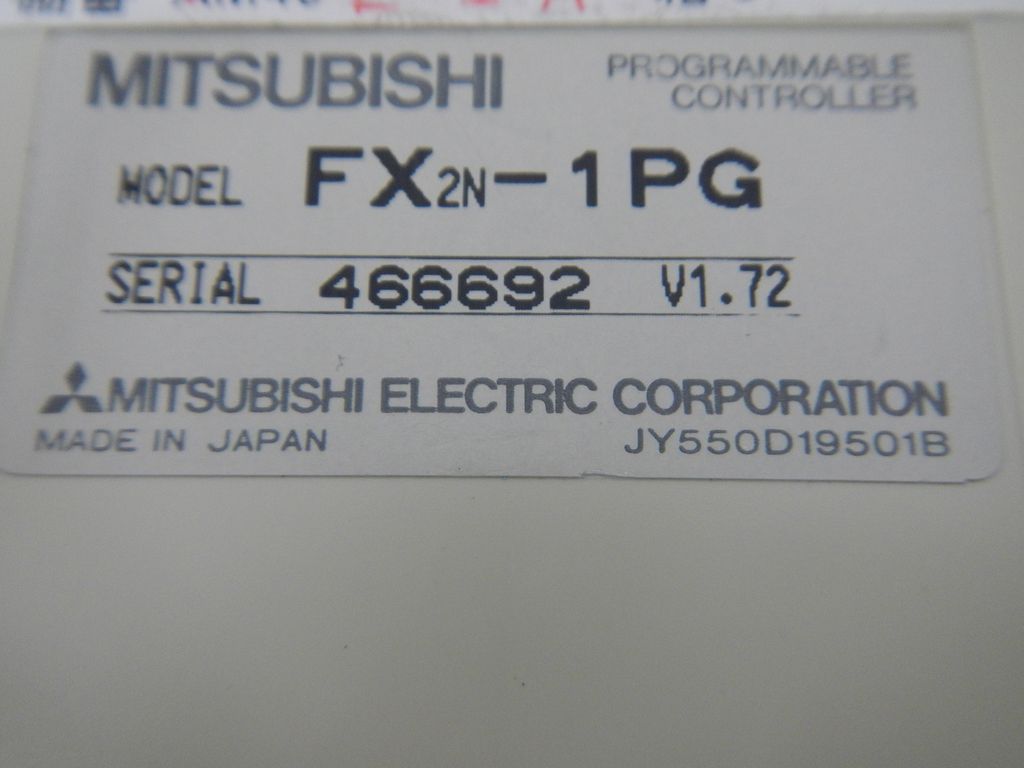 MITSUBISHI
PROGRAMMABLE
CONTROLLER
MODEL FX2N-1PG
SERIAL 466692 V1.72
MITSUBISHI ELECTRIC CORPORATION
MADE IN JAPAN JY550D19501B